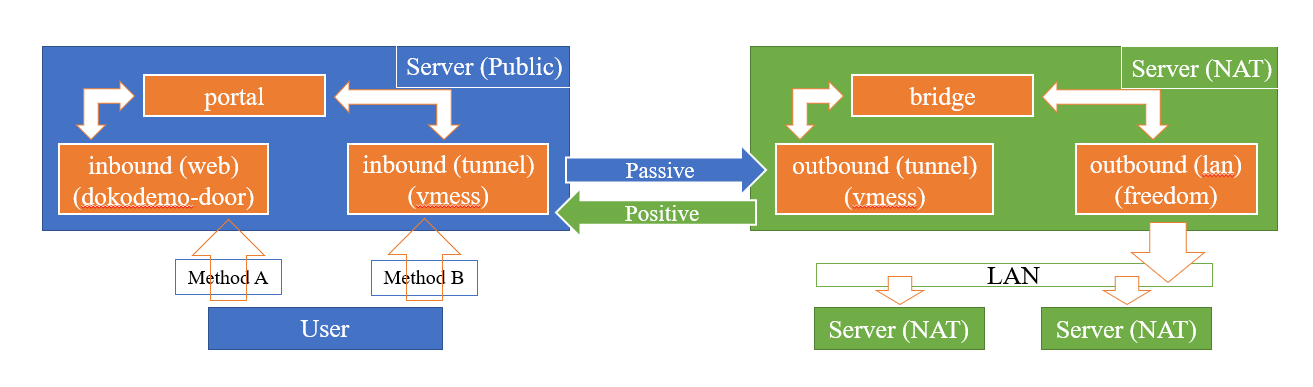 Server (Public)
portal
inbound (web)
(dokodemo-door)
inbound (tunnel)
(vmess)
Passive
Positive
Server (NAT)
bridge
outbound (tunnel)
(vmess)
outbound (lan)
(freedom)
Method A
Method B
User
LAN
Server (NAT)
Server (NAT)